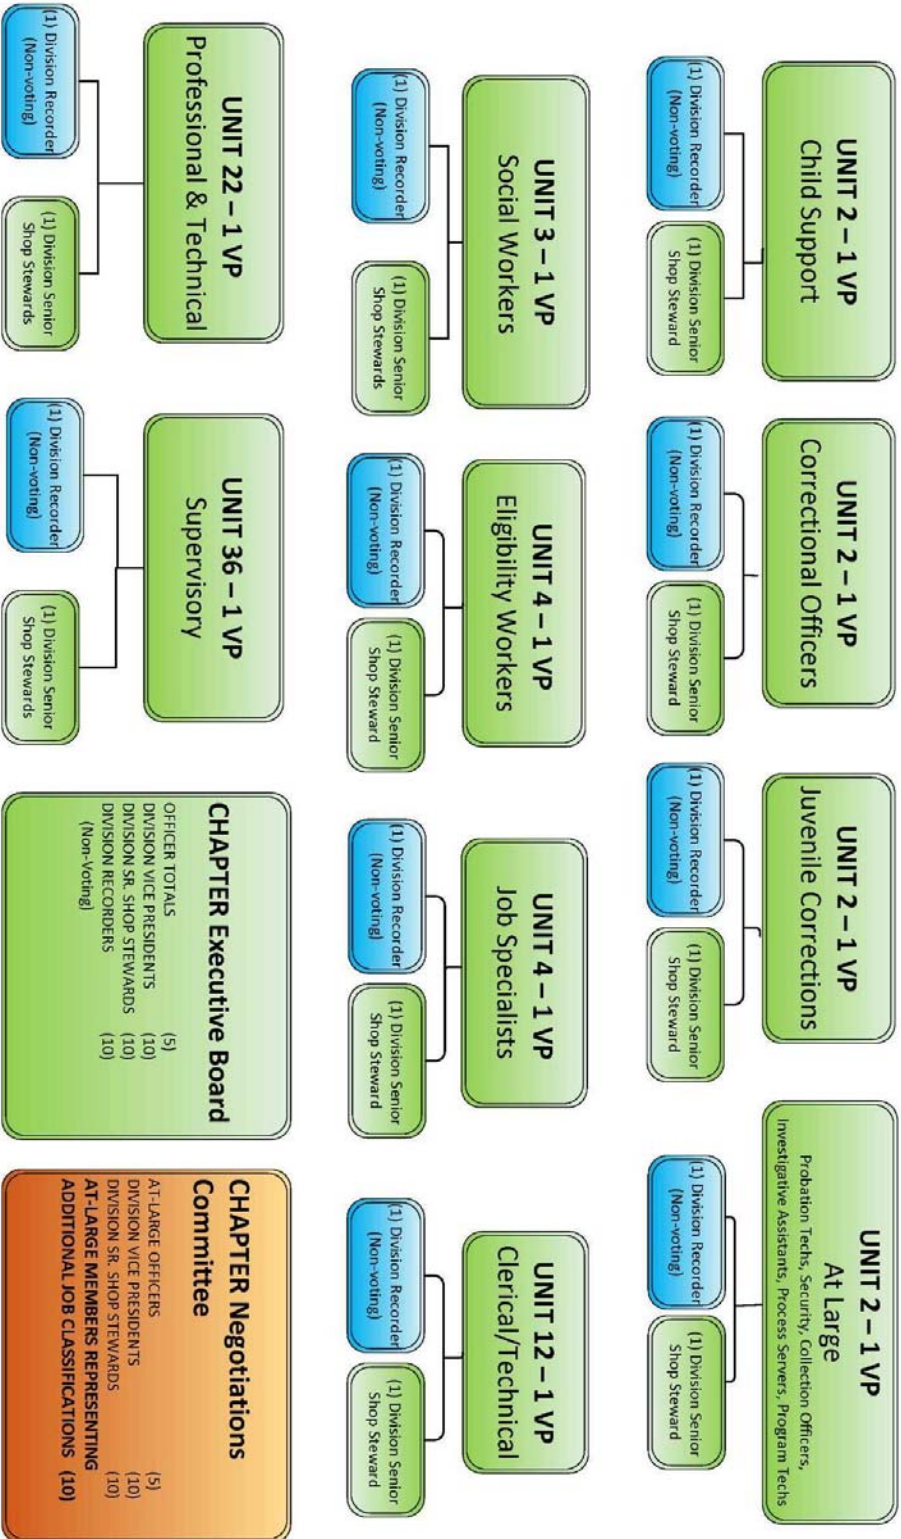 UNIT 2 – 1 VP
Child Support
(1) Division Recorder
(Non-voting)
(1) Division Senior
Shop Steward
UNIT 2 – 1 VP
Correctional Officers
(1) Division Recorder
(Non-voting)
(1) Division Senior
Shop Steward
UNIT 2 – 1 VP
Juvenile Corrections
(1) Division Recorder
(Non-voting)
(1) Division Senior
Shop Steward
UNIT 2 – 1 VP
At Large
Probation Techs, Security, Collection Officers,
Investigative Assistants, Process Servers, Program Techs
(1) Division Recorder
(Non-voting)
(1) Division Senior
Shop Steward
UNIT 3 – 1 VP
Social Workers
(1) Division Recorder
(Non-voting)
(1) Division Senior
Shop Stewards
UNIT 4 – 1 VP
Eligibility Workers
(1) Division Recorder
(Non-voting)
(1) Division Senior
Shop Steward
UNIT 4 – 1 VP
Job Specialists
(1) Division Recorder
(Non-voting)
(1) Division Senior
Shop Steward
UNIT 12 – 1 VP
Clerical/Technical
(1) Division Recorder
(Non-voting)
(1) Division Senior
Shop Steward
UNIT 22 – 1 VP
Professional & Technical
(1) Division Recorder
(Non-voting)
(1) Division Senior
Shop Stewards
UNIT 36 – 1 VP
Supervisory
(1) Division Recorder
(Non-voting)
(1) Division Senior
Shop Stewards
CHAPTER Executive Board
OFFICER TOTALS (5)
DIVISION VICE PRESIDENTS (10)
DIVISION SR. SHOP STEWARDS (10)
DIVISION RECORDERS (10)
(Non-Voting)
CHAPTER Negotiations
Committee
AT-LARGE OFFICERS (5)
DIVISION VICE PRESIDENTS (10)
DIVISION SR. SHOP STEWARDS (10)
AT-LARGE MEMBERS REPRESENTING
ADDITIONAL JOB CLASSIFICATIONS (10)